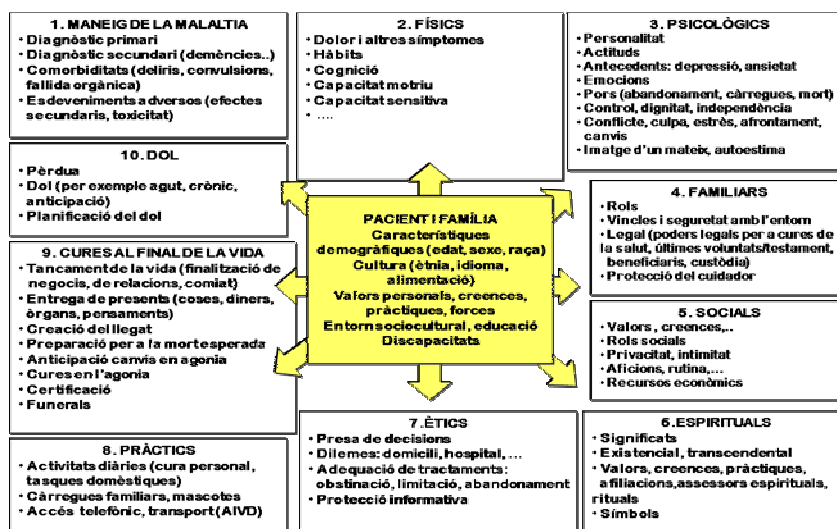 1. MANEIG DE LA MALALTIA
• Diagnòstic primari
• Diagnòstic secundari (demències..)
• Comorbiditats (deliris, convulsions,
fallida orgànica)
• Esdeveniments adversos (efectes
secundaris, toxicitat)
2. FÍSICS
• Dolor i altres símptomes
• Hàbits
• Cognició
• Capacitat motriu
• Capacitat sensitiva
• ....
3. PSICOLÒGICS
• Personalitat
• Actituds
• Antecedents: depressió, ansietat
• Emocions
• Pors (abandonament, càrregues, mort)
• Control, dignitat, independència
• Conflicte, culpa, estrès, afrontament,
canvis
• Imatge d'un mateix, autoestima
10. DOL
• Pèrdua
• Dol (per exemple agut, crònic,
anticipació)
• Planificació del dol
PACIENT I FAMÍLIA
Característiques
demogràfiques (edat, sexe, raça)
Cultura (ètnia, idioma,
alimentació)
Valors personals, creences,
pràctiques, forces
Entorn sociocultural, educació
Discapacitats
4. FAMILIARS
• Rols
• Vincles i seguretat amb l'entorn
• Legal (poders legals per a cures de
la salut, últimes voluntats/testament,
beneficiaris, custòdia)
• Protecció del cuidador
9. CURES AL FINAL DE LA VIDA
• Tancament de la vida (finalització de
negocis, de relacions, comiat)
• Entrega de presents (coses, diners,
òrgans, pensaments)
• Creació del llegat
• Preparació per a la mort esperada
• Anticipació canvis en agonia
• Cures en l'agonia
• Certificació
• Funerals
5. SOCIALS
• Valors, creences,..
• Rols socials
• Privacitat, intimitat
• Aficions, rutina,...
• Recursos econòmics
8. PRÀCTICS
• Activitats diàries (cura personal,
tasques domèstiques)
• Càrregues familiars, mascotes
• Accés telefònic, transport (AIVD)
7. ÈTICS
• Presa de decisions
• Dilemes: domicili, hospital, ...
• Adequació de tractaments:
obstinació, limitació, abandonament
• Protecció informativa
6. ESPIRITUALS
• Significats
• Existencial, transcendental
• Valors, creences, pràctiques,
afiliacions, assessors espirituals,
rituals
• Símbols